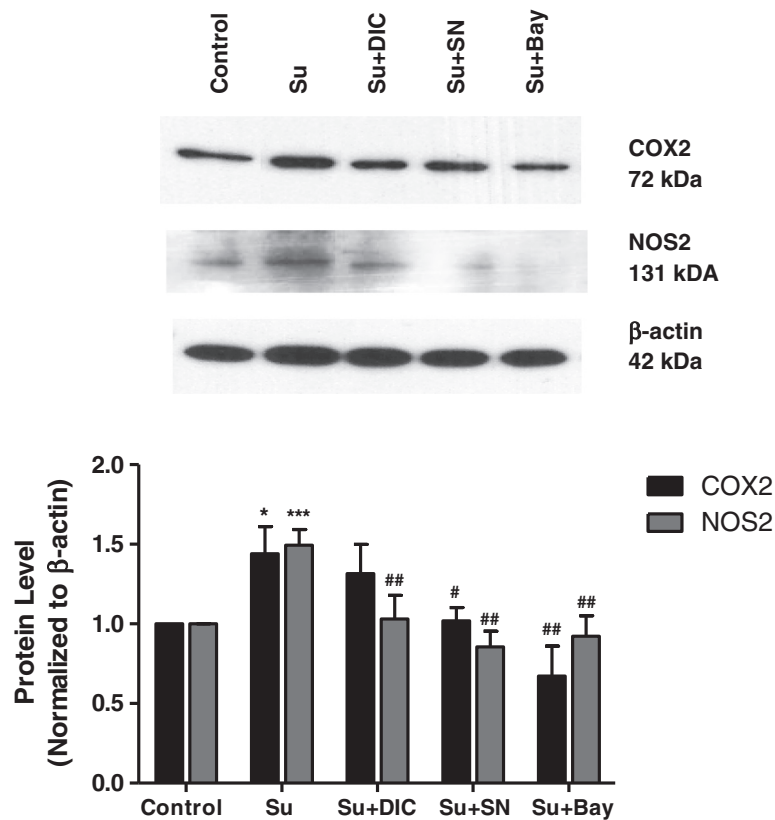 Control
Su
Su+DIC
Su+SN
Su+Bay
COX2
72 kDa
NOS2
131 kDA
β-actin
42 kDa
Protein Level
(Normalized to β-actin)
2.0
1.5
1.0
0.5
0.0
*
***
##
#
##
##
##
COX2
NOS2
Control
Su
Su+DIC
Su+SN
Su+Bay